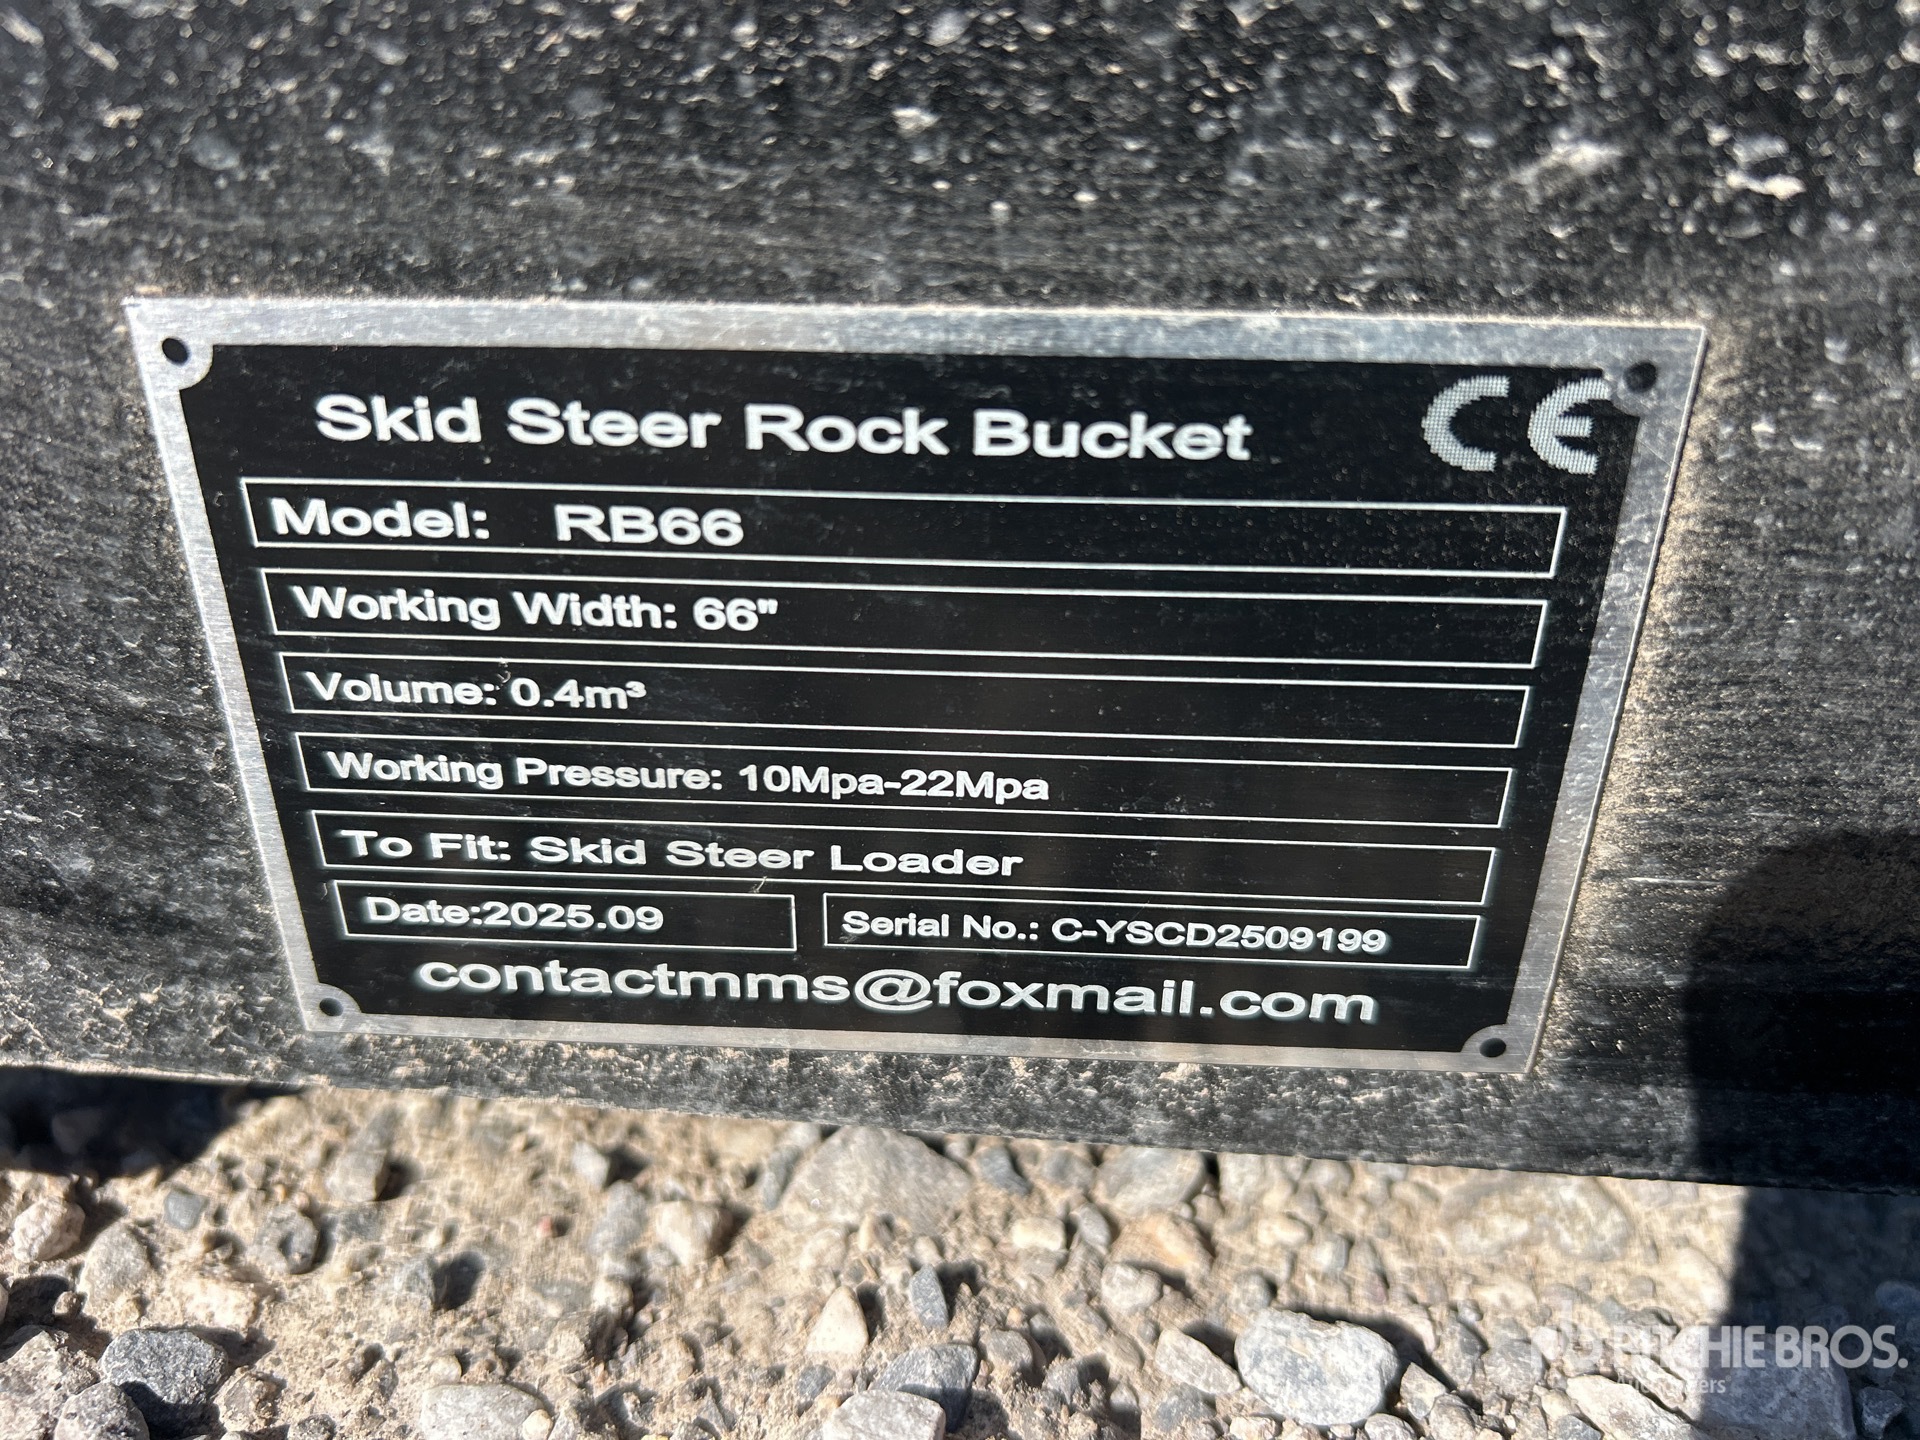 Skid Steer Rock Bucket CE
Model: RB66
Working Width: 66"
Volume: 0.4m³
Working Pressure: 10Mpa-22Mpa
To Fit: Skid Steer Loader
Date:2025.09 Serial No.: C-YSCD2509199
contactmms@foxmail.com
RITCHIE BROS.
Auctioneers